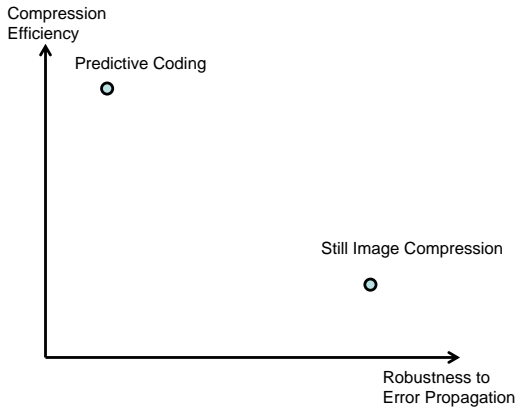 Compression
Efficiency
Predictive Coding
Still Image Compression
Robustness to
Error Propagation